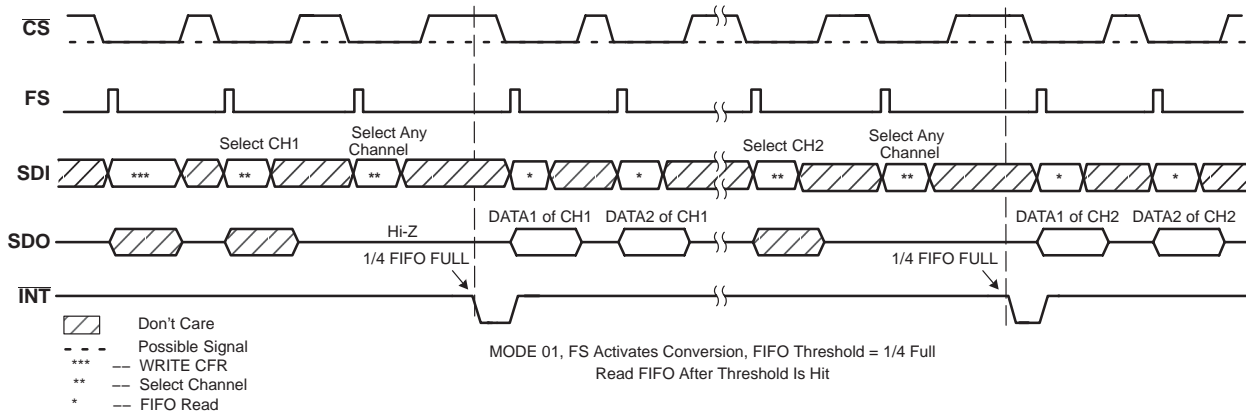 CS
FS
Select CH1
Select Any
Channel
Select CH2
Select Any
Channel
SDI
***
**
**
*
*
**
**
*
*
DATA1 of CH1
DATA2 of CH1
DATA1 of CH2
DATA2 of CH2
SDO
Hi-Z
1/4 FIFO FULL
1/4 FIFO FULL
INT
Don't Care
Possible Signal
*** –– WRITE CFR
** –– Select Channel
* –– FIFO Read
MODE 01, FS Activates Conversion, FIFO Threshold = 1/4 Full
Read FIFO After Threshold Is Hit